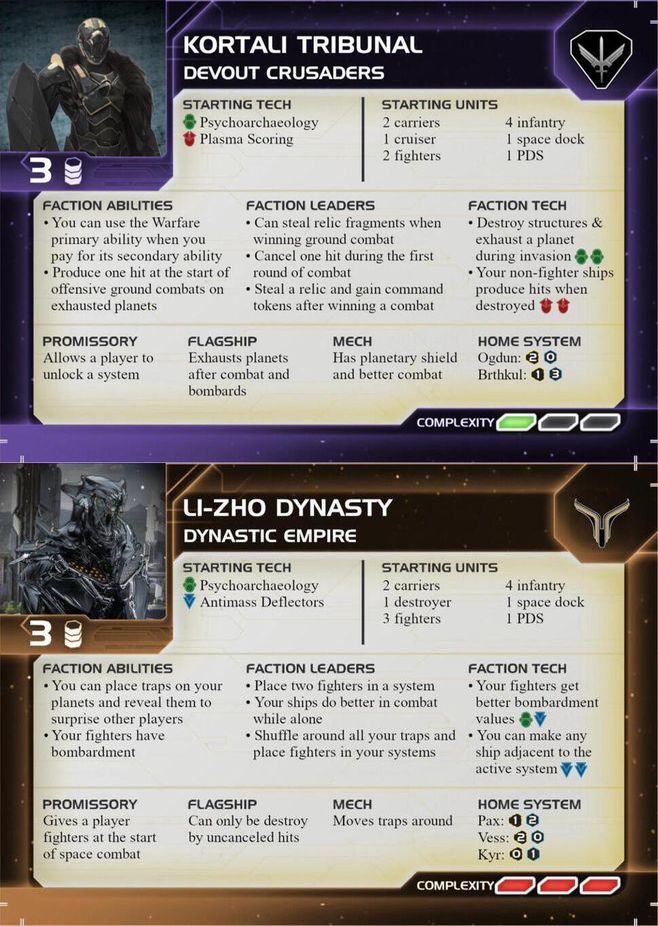 KORTALI TRIBUNAL
DEVOUT CRUSADERS
STARTING TECH
Psychoarchaeology
Plasma Scoring
STARTING UNITS
2 carriers
1 cruiser
2 fighters
4 infantry
1 space dock
1 PDS
3
FACTION ABILITIES
• You can use the Warfare
primary ability when you
pay for its secondary ability
• Produce one hit at the start of
offensive ground combats on
exhausted planets
FACTION LEADERS
• Can steal relic fragments when
winning ground combat
• Cancel one hit during the first
round of combat
• Steal a relic and gain command
tokens after winning a combat
FACTION TECH
• Destroy structures &
exhaust a planet
during invasion
• Your non-fighter ships
produce hits when
destroyed
PROMISSORY
Allows a player to
unlock a system
FLAGSHIP
Exhausts planets
after combat and
bombards
MECH
Has planetary shield
and better combat
HOME SYSTEM
Ogdun: 2 0
Brthkul: 1 3
COMPLEXITY
LI-ZHO DYNASTY
DYNASTIC EMPIRE
STARTING TECH
Psychoarchaeology
Antimass Deflectors
STARTING UNITS
2 carriers
1 destroyer
3 fighters
4 infantry
1 space dock
1 PDS
3
FACTION ABILITIES
• You can place traps on your
planets and reveal them to
surprise other players
• Your fighters have
bombardment
FACTION LEADERS
• Place two fighters in a system
• Your ships do better in combat
while alone
• Shuffle around all your traps and
place fighters in your systems
FACTION TECH
• Your fighters get
better bombardment
values
• You can make any
ship adjacent to the
active system
PROMISSORY
Gives a player
fighters at the start
of space combat
FLAGSHIP
Can only be destroy
by uncanceled hits
MECH
Moves traps around
HOME SYSTEM
Pax: 1 2
Vess: 2 0
Kyr: 0 1
COMPLEXITY